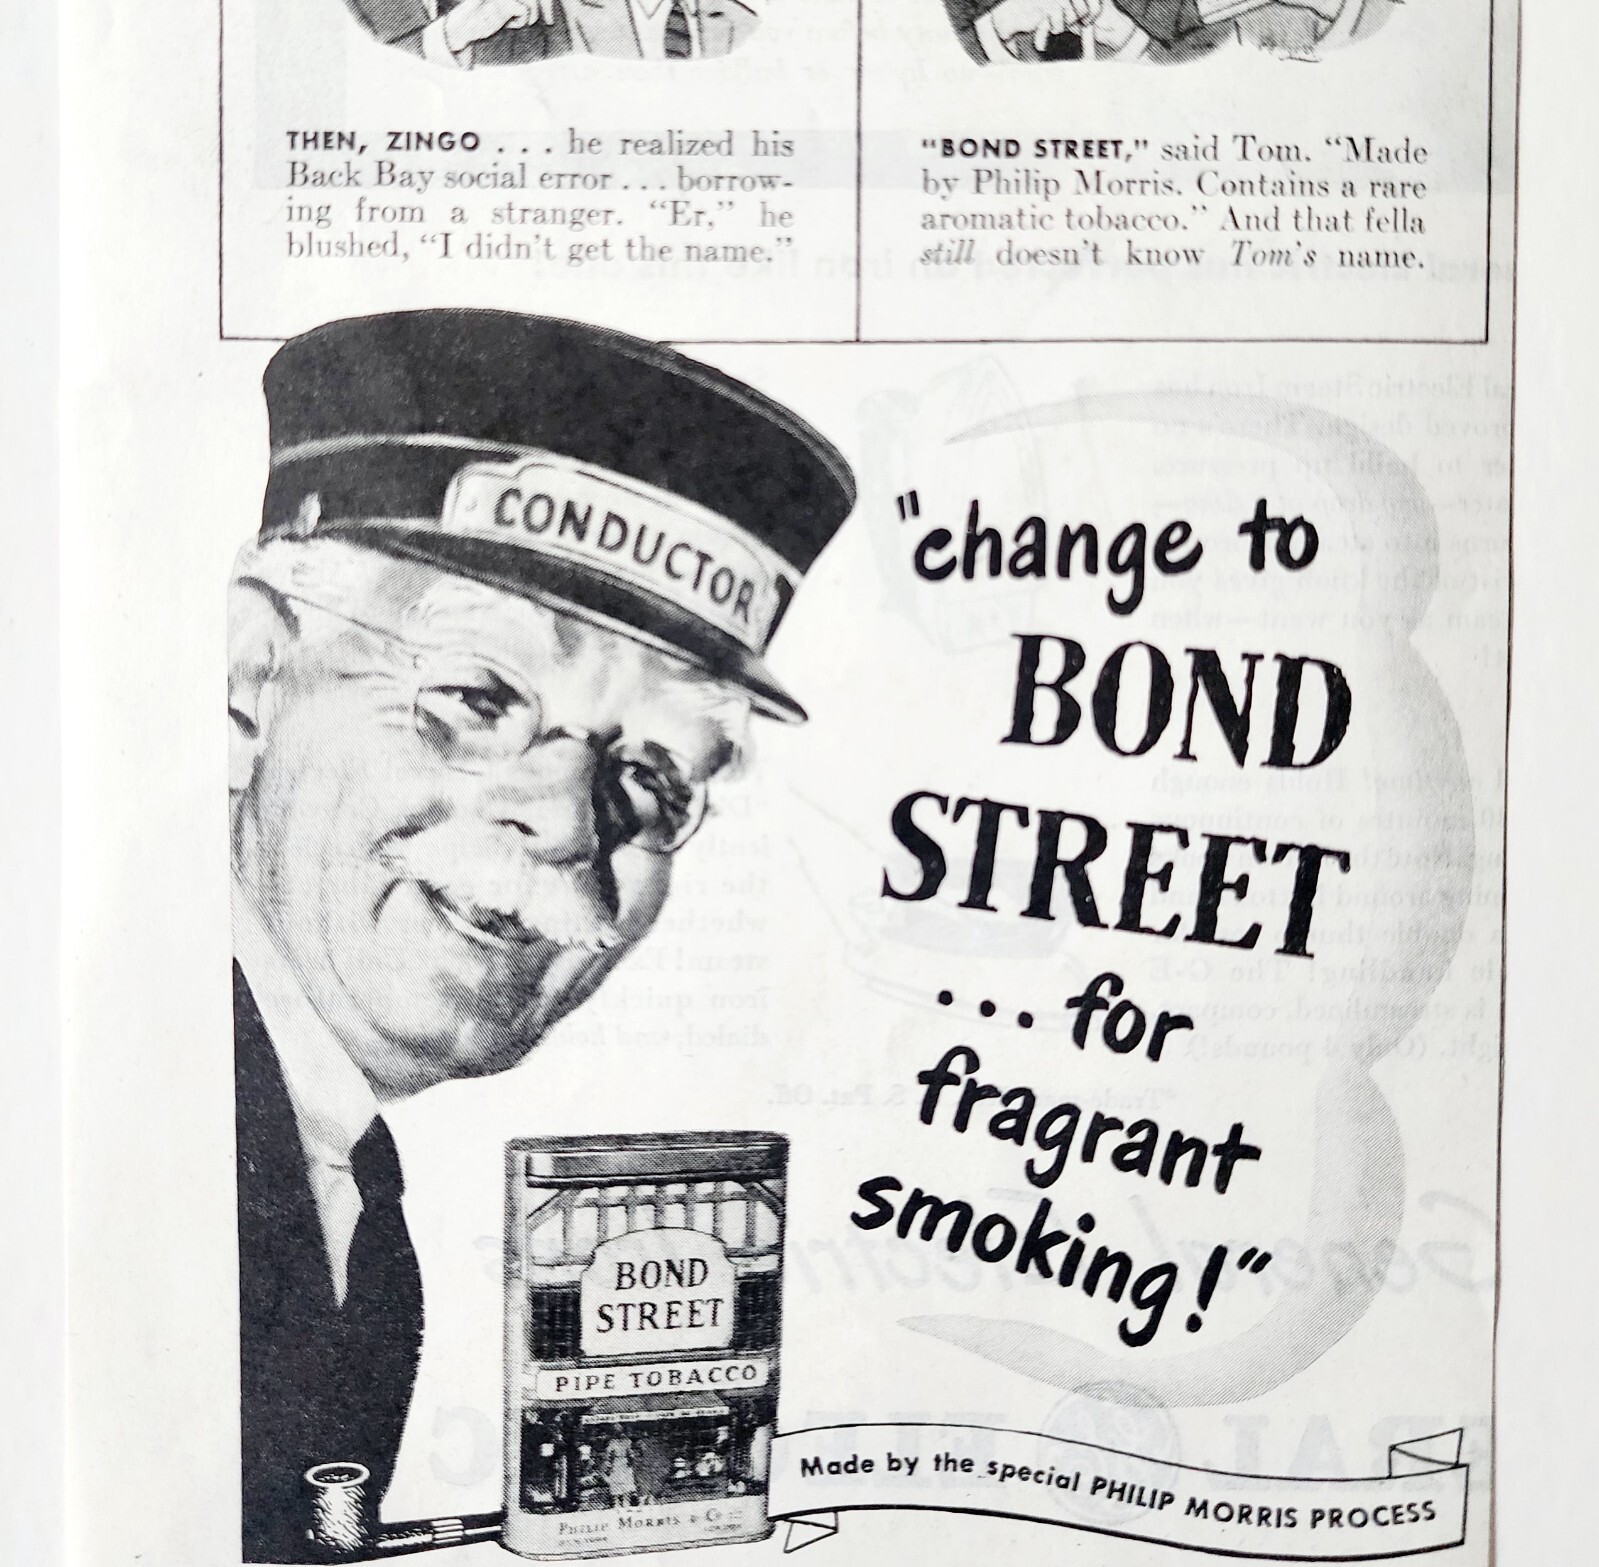 THEN, ZINGO . . . he realized his
Back Bay social error . . . borrow-
ing from a stranger. “Er,” he
blushed, “I didn't get the name.”
“BOND STREET,” said Tom. “Made
by Philip Morris. Contains a rare
aromatic tobacco.” And that fella
still doesn't know Tom's name.
CONDUCTOR
"change to
BOND
STREET
. . . for
fragrant
smoking!"
BOND
STREET
PIPE TOBACCO
PHILIP MORRIS & Co
Made by the special PHILIP MORRIS PROCESS